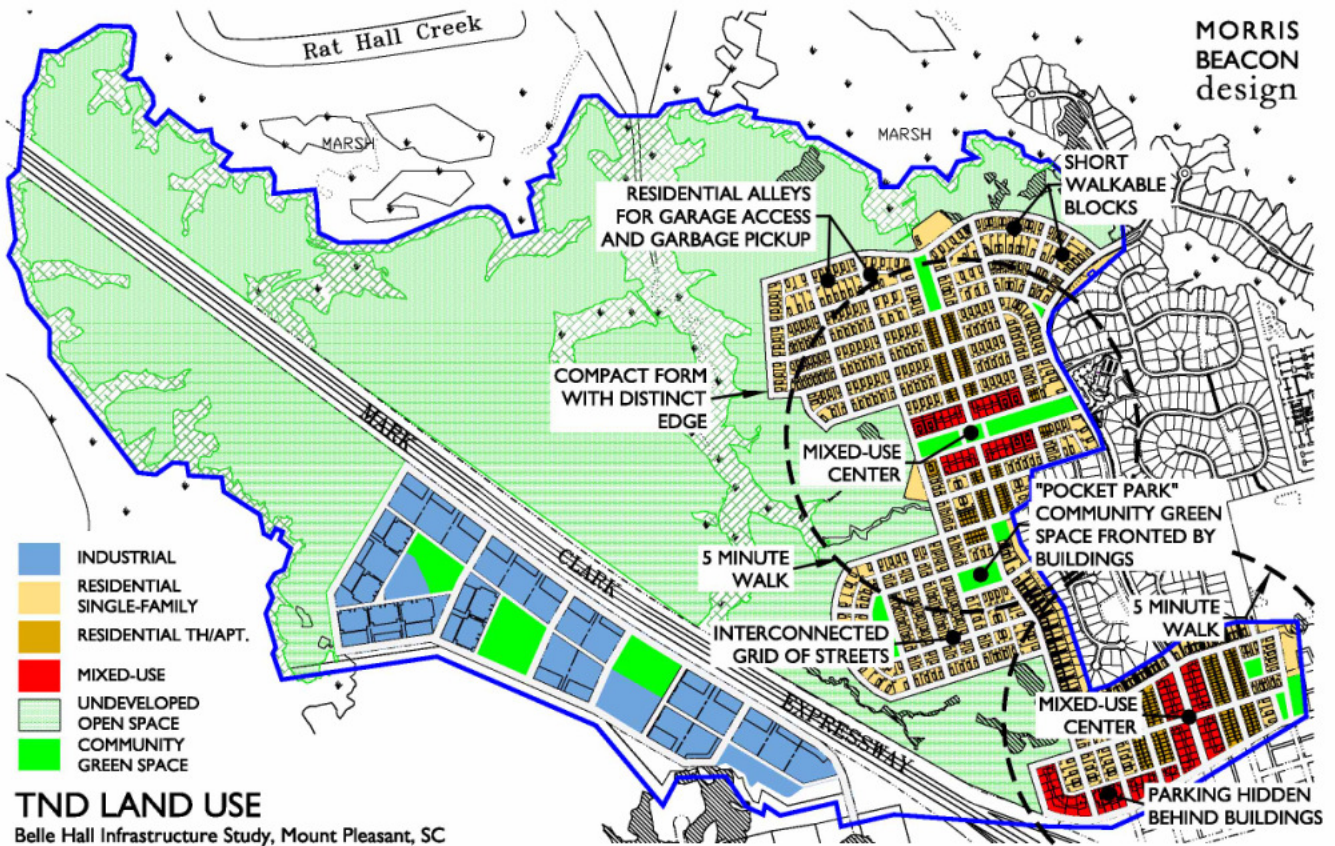 Rat Hall Creek
MORRIS
BEACON
design
MARSH
MARSH
SHORT
WALKABLE
BLOCKS
RESIDENTIAL ALLEYS
FOR GARAGE ACCESS
AND GARBAGE PICKUP
COMPACT FORM
WITH DISTINCT
EDGE
MARK
CLARK
EXPRESSWAY
MIXED-USE
CENTER
"POCKET PARK"
COMMUNITY GREEN
SPACE FRONTED BY
BUILDINGS
5 MINUTE
WALK
5 MINUTE
WALK
INTERCONNECTED
GRID OF STREETS
MIXED-USE
CENTER
PARKING HIDDEN
BEHIND BUILDINGS
INDUSTRIAL
RESIDENTIAL
SINGLE-FAMILY
RESIDENTIAL TH/APT.
MIXED-USE
UNDEVELOPED
OPEN SPACE
COMMUNITY
GREEN SPACE
TND LAND USE
Belle Hall Infrastructure Study, Mount Pleasant, SC